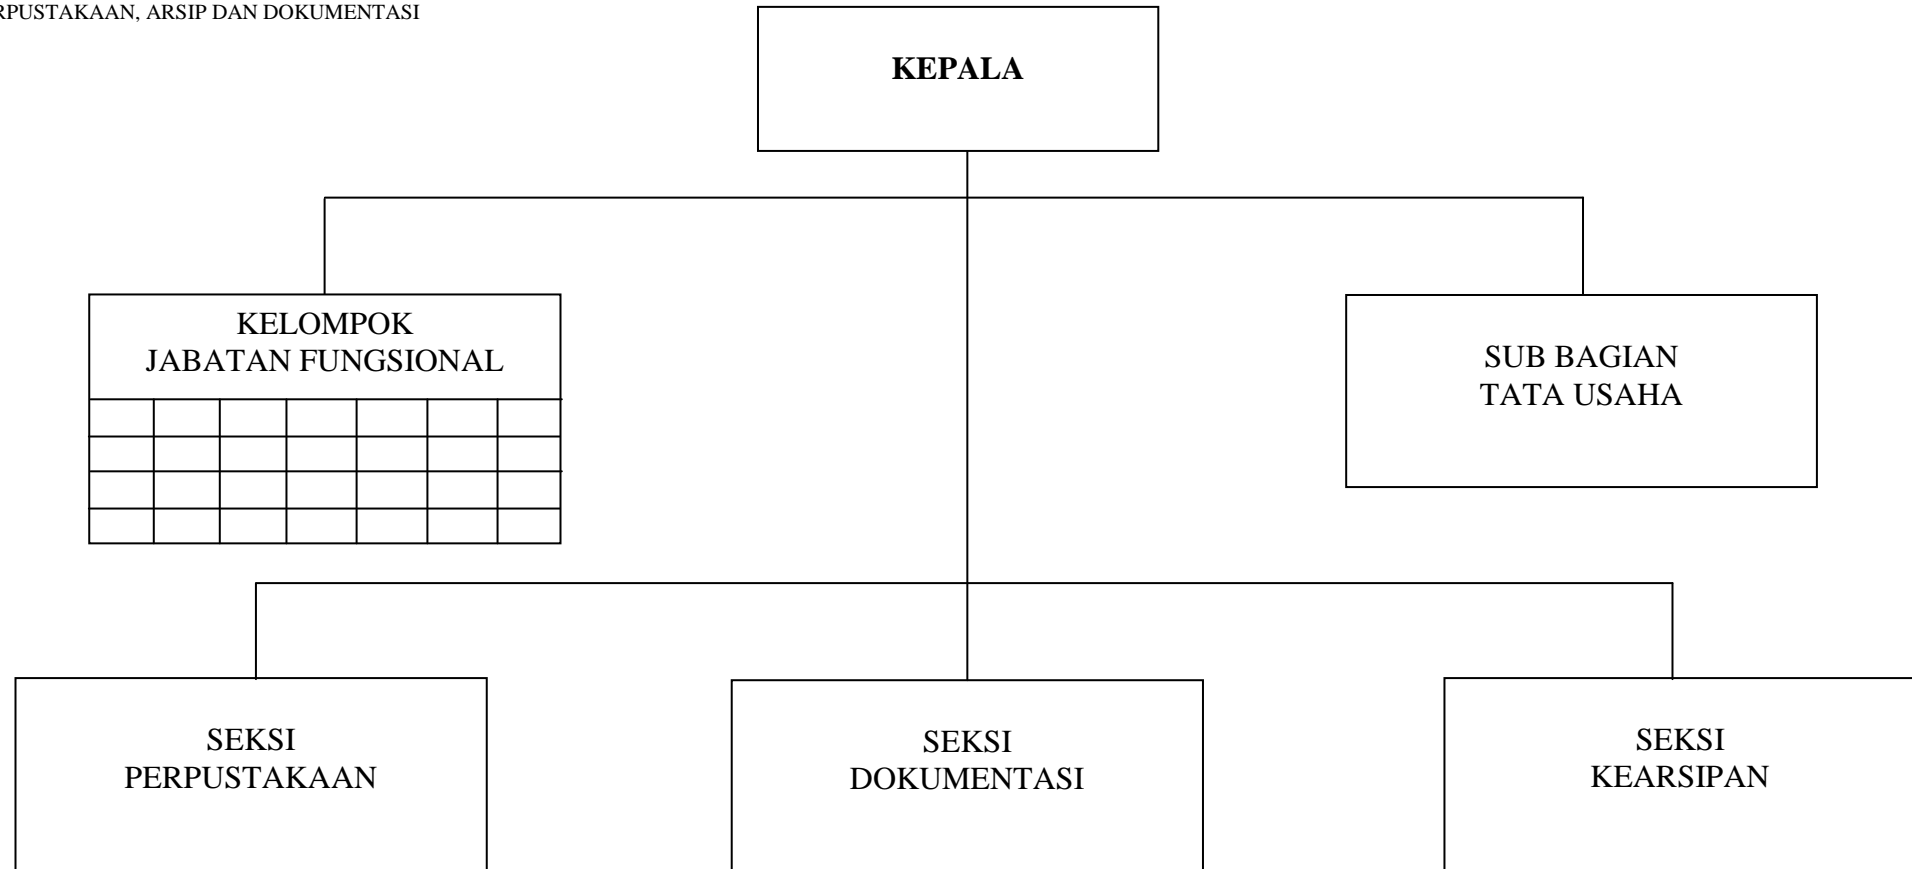 RPUSTAKAAN, ARSIP DAN DOKUMENTASI
KEPALA
KELOMPOK
JABATAN FUNGSIONAL
SUB BAGIAN
TATA USAHA
SEKSI
PERPUSTAKAAN
SEKSI
DOKUMENTASI
SEKSI
KEARSIPAN